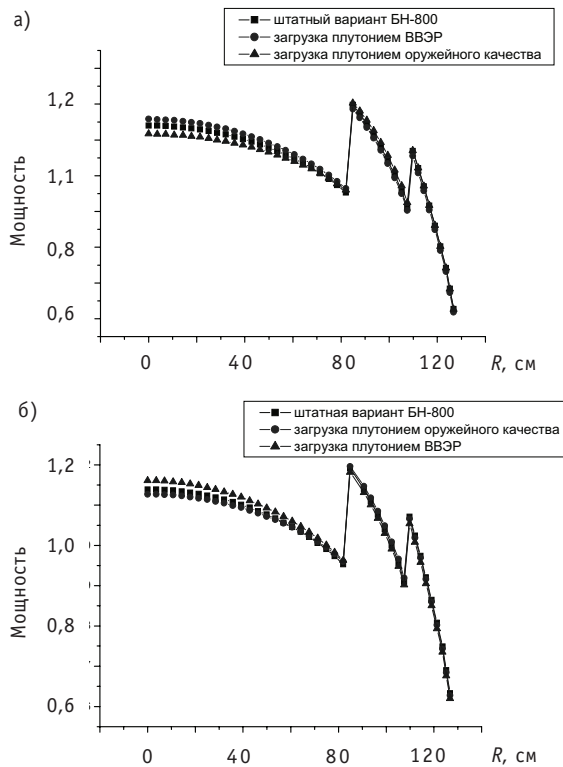 а)
штатный вариант БН-800
загрузка плутонием ВВЭР
загрузка плутонием оружейного качества
Мощность
1,2
1,1
0,8
0,6
0 40 80 120 R, см
б)
штатная вариант БН-800
загрузка плутонием оружейного качества
загрузка плутонием ВВЭР
Мощность
1,2
1,0
0,8
0,6
0 40 80 120 R, см